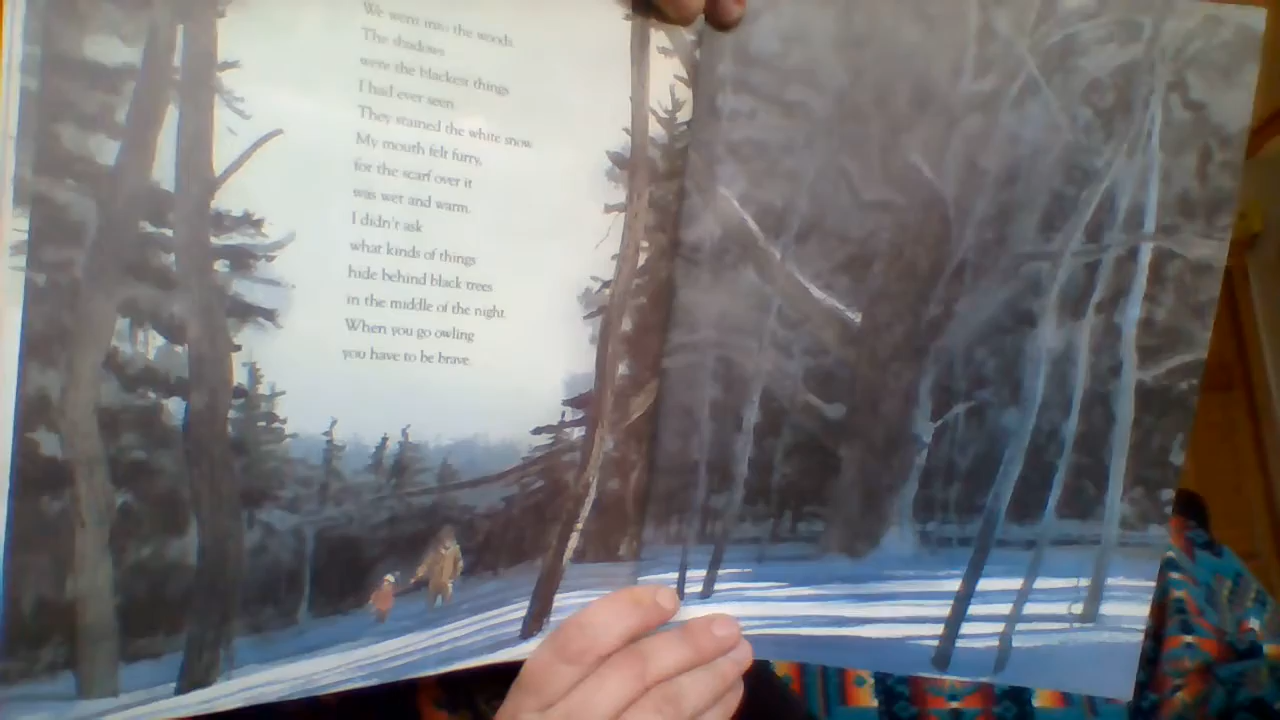 We went into the woods.
The shadows
were the blackest things
I had ever seen.
They stained the white snow.
My mouth felt furry,
for the scarf over it
was wet and warm.
I didn't ask
what kinds of things
hide behind black trees
in the middle of the night.
When you go owling
you have to be brave.